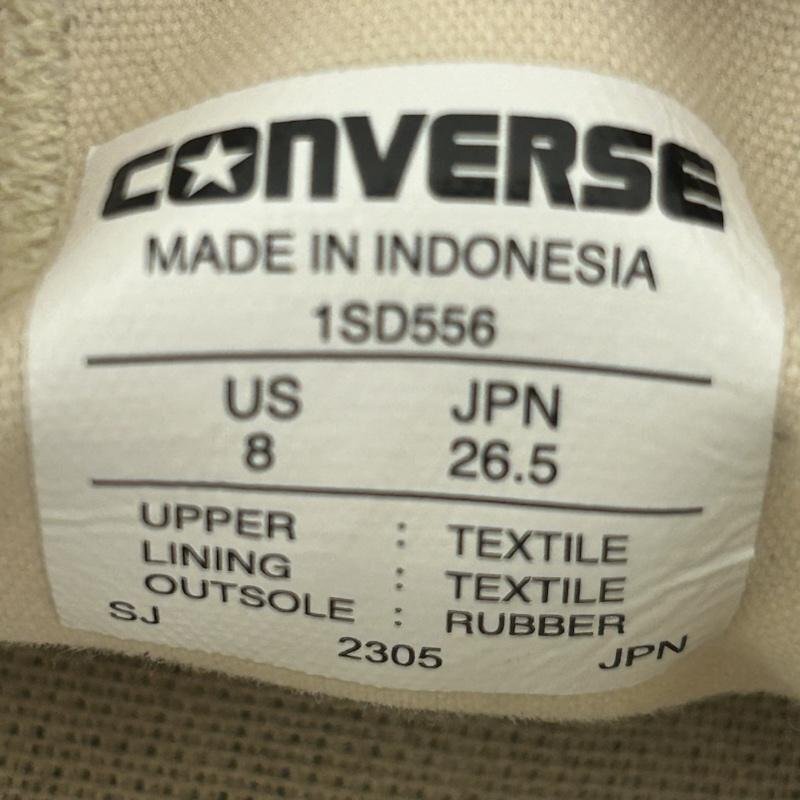 CONVERSE
MADE IN INDONESIA
1SD556
US JPN
8 26.5
UPPER : TEXTILE
LINING : TEXTILE
OUTSOLE : RUBBER
SJ 2305 JPN